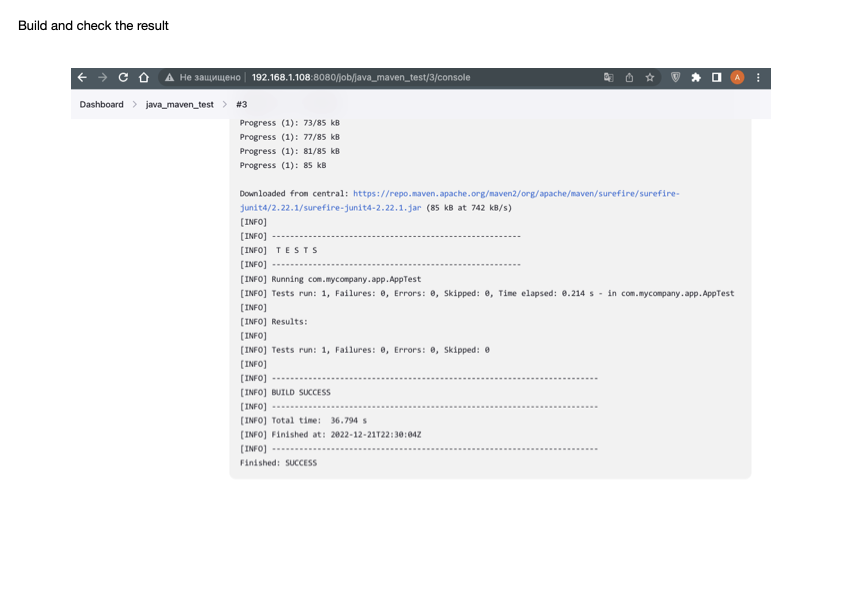 Build and check the result
Не защищено | 192.168.1.108:8080/job/java_maven_test/3/console
A
Dashboard > java_maven_test > #3
Progress (1): 73/85 kB
Progress (1): 77/85 kB
Progress (1): 81/85 kB
Progress (1): 85 kB
Downloaded from central: https://repo.maven.apache.org/maven2/org/apache/maven/surefire/surefire-
junit4/2.22.1/surefire-junit4-2.22.1.jar (85 kB at 742 kB/s)
[INFO]
[INFO] -------------------------------------------------------
[INFO]  T E S T S
[INFO] -------------------------------------------------------
[INFO] Running com.mycompany.app.AppTest
[INFO] Tests run: 1, Failures: 0, Errors: 0, Skipped: 0, Time elapsed: 0.214 s - in com.mycompany.app.AppTest
[INFO]
[INFO] Results:
[INFO]
[INFO] Tests run: 1, Failures: 0, Errors: 0, Skipped: 0
[INFO]
[INFO] ------------------------------------------------------------------------
[INFO] BUILD SUCCESS
[INFO] ------------------------------------------------------------------------
[INFO] Total time:  36.794 s
[INFO] Finished at: 2022-12-21T22:30:04Z
[INFO] ------------------------------------------------------------------------
Finished: SUCCESS